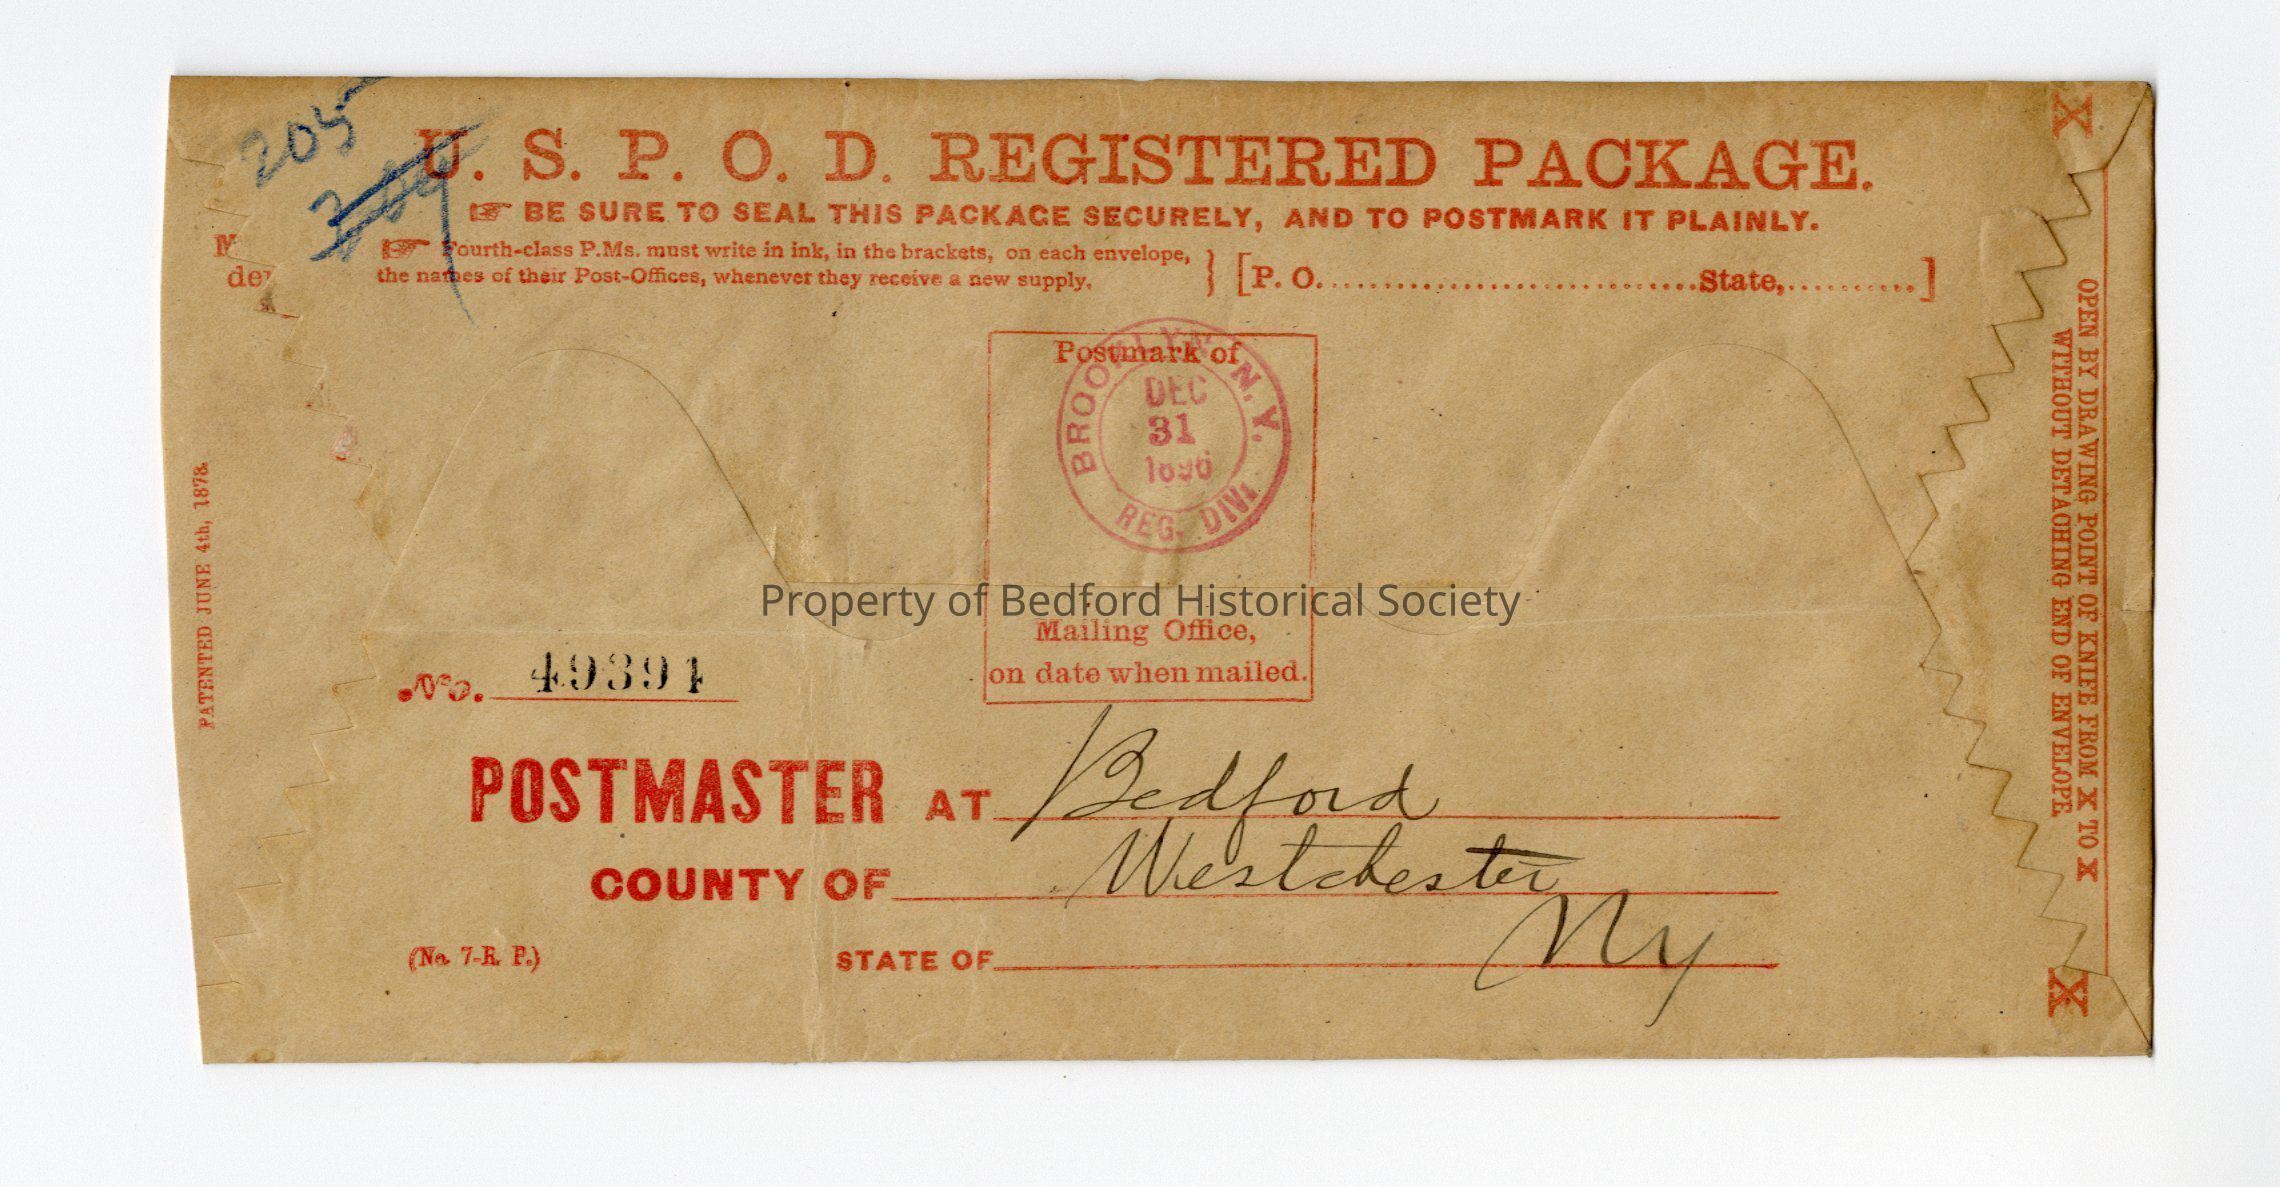 205
U. S. P. O. D. REGISTERED PACKAGE.
BE SURE TO SEAL THIS PACKAGE SECURELY, AND TO POSTMARK IT PLAINLY.
Fourth-class P.Ms. must write in ink, in the brackets, on each envelope,
the names of their Post-Offices, whenever they receive a new supply.
[P. O. State, ]
M
de
Postmark of
BROOKLYN, N.Y.
DEC
31
1896
REG. DIV.
Mailing Office,
on date when mailed.
Property of Bedford Historical Society
No. 49391
POSTMASTER AT Bedford
COUNTY OF Westchester
STATE OF NY
(No. 7-R. P.)
PATENTED JUNE 4th, 1878.
X
OPEN BY DRAWING POINT OF KNIFE FROM X TO X
WITHOUT DETACHING END OF ENVELOPE.
X